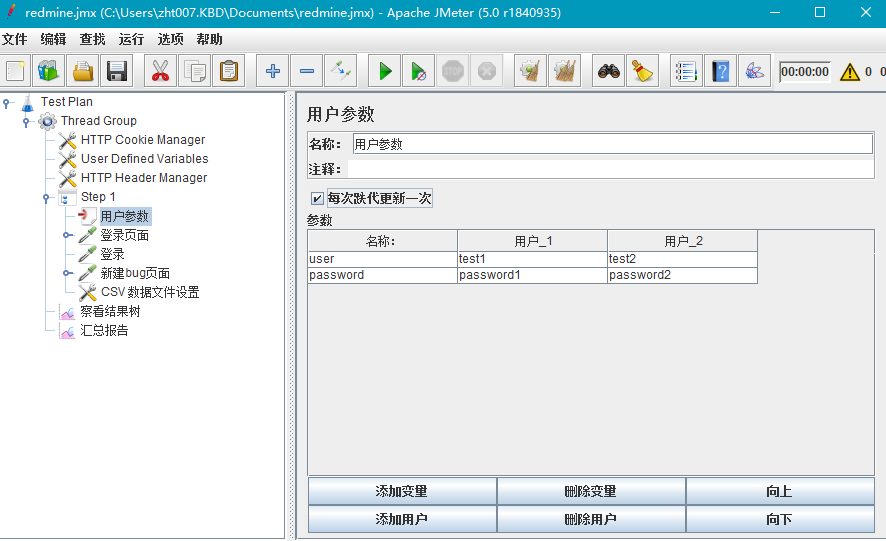 redmine.jmx (C:\Users\zht007.KBD\Documents\redmine.jmx) - Apache JMeter (5.0 r1840935)
文件 编辑 查找 运行 选项 帮助
00:00:00 0
Test Plan
Thread Group
HTTP Cookie Manager
User Defined Variables
HTTP Header Manager
Step 1
用户参数
登录页面
登录
新建bug页面
CSV 数据文件设置
察看结果树
汇总报告
用户参数
名称: 用户参数
注释:
每次跌代更新一次
参数
名称: 用户_1 用户_2
user test1 test2
password password1 password2
添加变量 删除变量 向上
添加用户 删除用户 向下